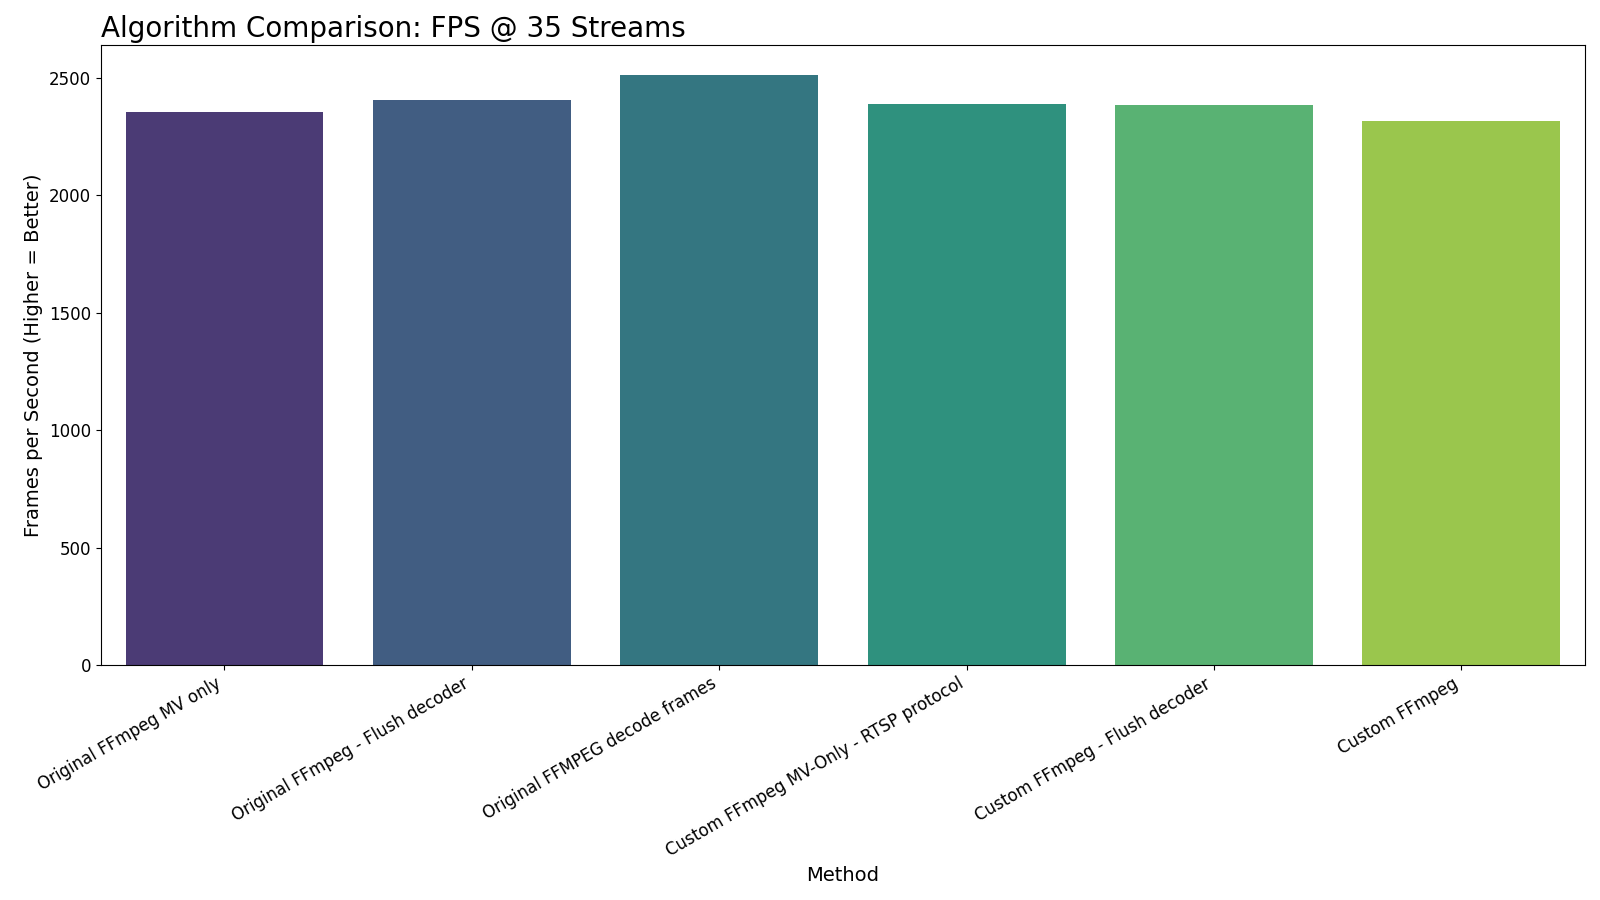 Algorithm Comparison: FPS @ 35 Streams
Frames per Second (Higher = Better)
2500
2000
1500
1000
500
0
Original FFmpeg MV only
Original FFmpeg - Flush decoder
Original FFMPEG decode frames
Custom FFmpeg MV-Only - RTSP protocol
Custom FFmpeg - Flush decoder
Custom FFmpeg
Method